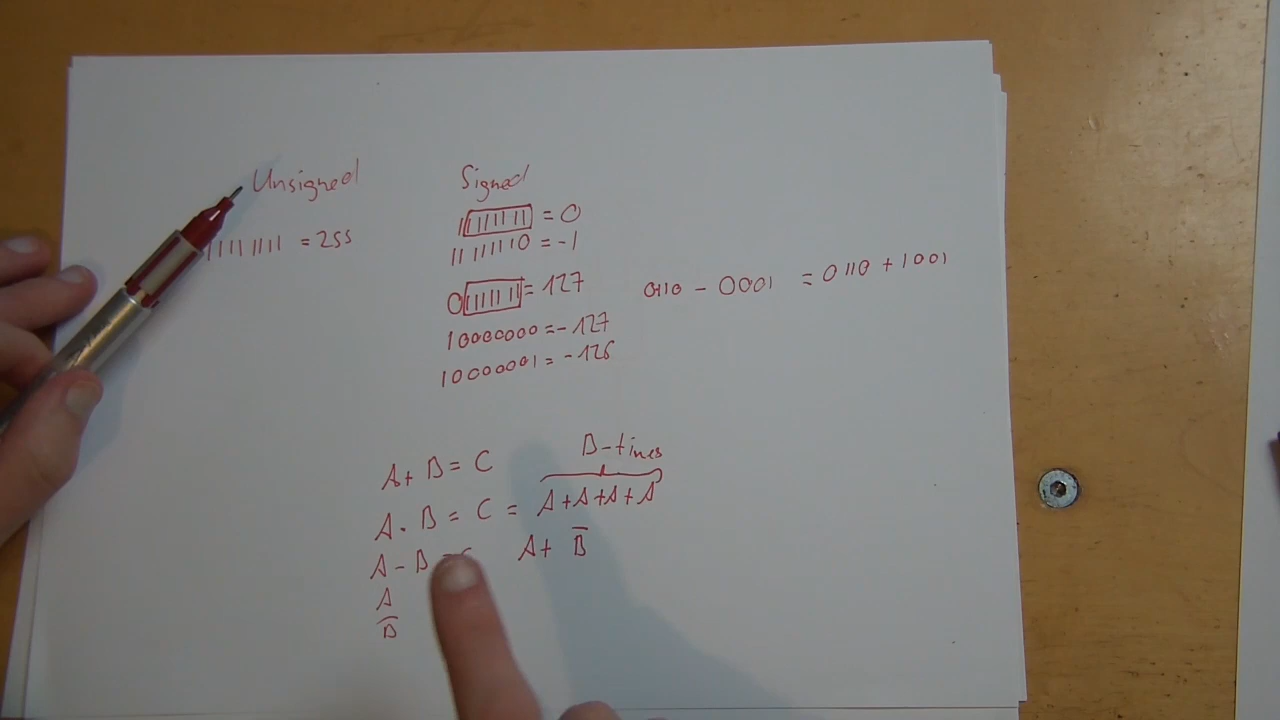 Unsigned
11111111 = 255
Signed
11111111 = 0
11111110 = -1
01111111 = 127
10000000 = -127
10000001 = -126
0110 - 0001 = 0110 + 1001
A + B = C
B-times
A · B = C = A+A+A+A
A - B = C A + B̅
A
B